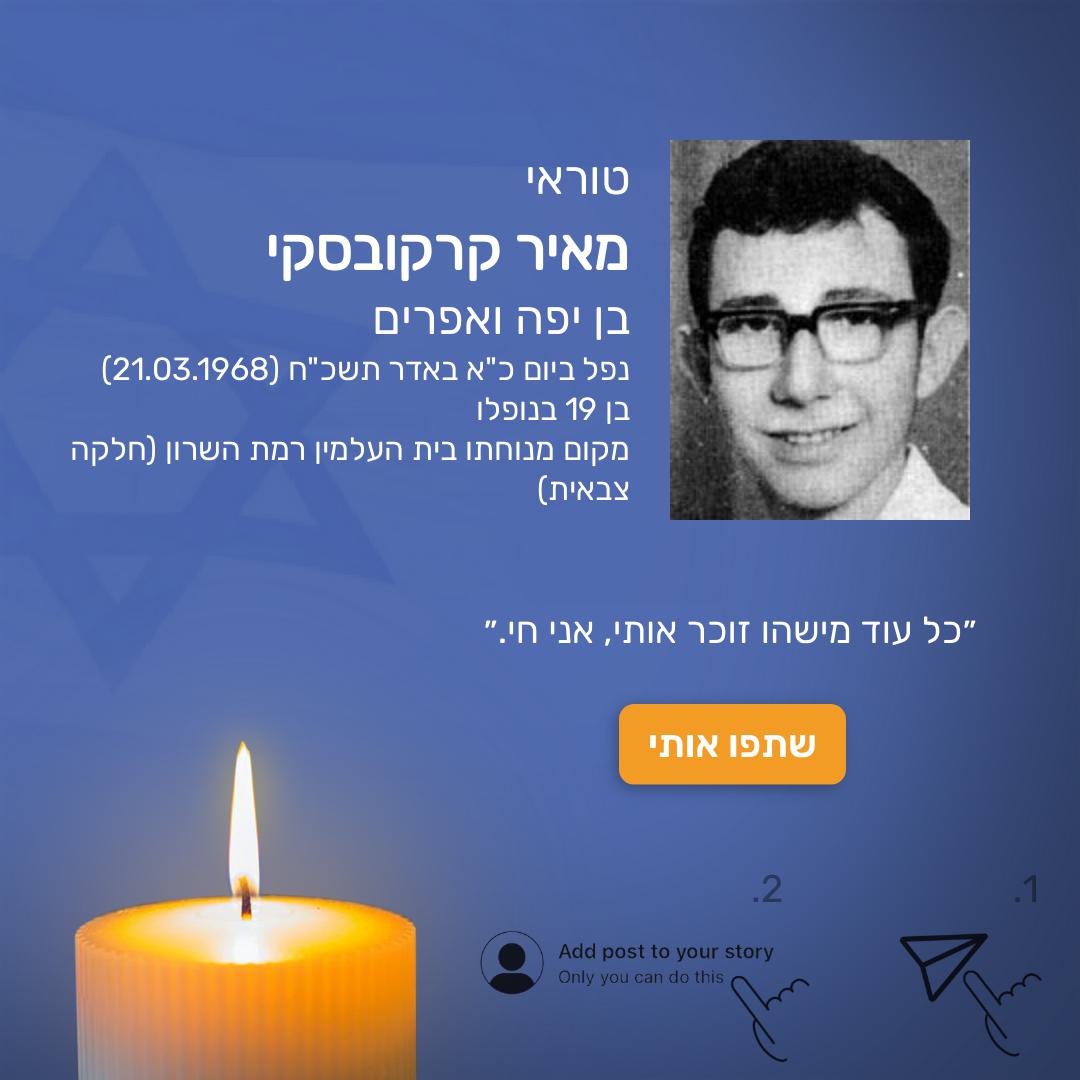 טוראי
מאיר קרקובסקי
בן יפה ואפרים
נפל ביום כ"א באדר תשכ"ח (21.03.1968)
בן 19 בנופלו
מקום מנוחתו בית העלמין רמת השרון (חלקה
צבאית)
״כל עוד מישהו זוכר אותי, אני חי.״
שתפו אותי
1.
2.
Add post to your story
Only you can do this